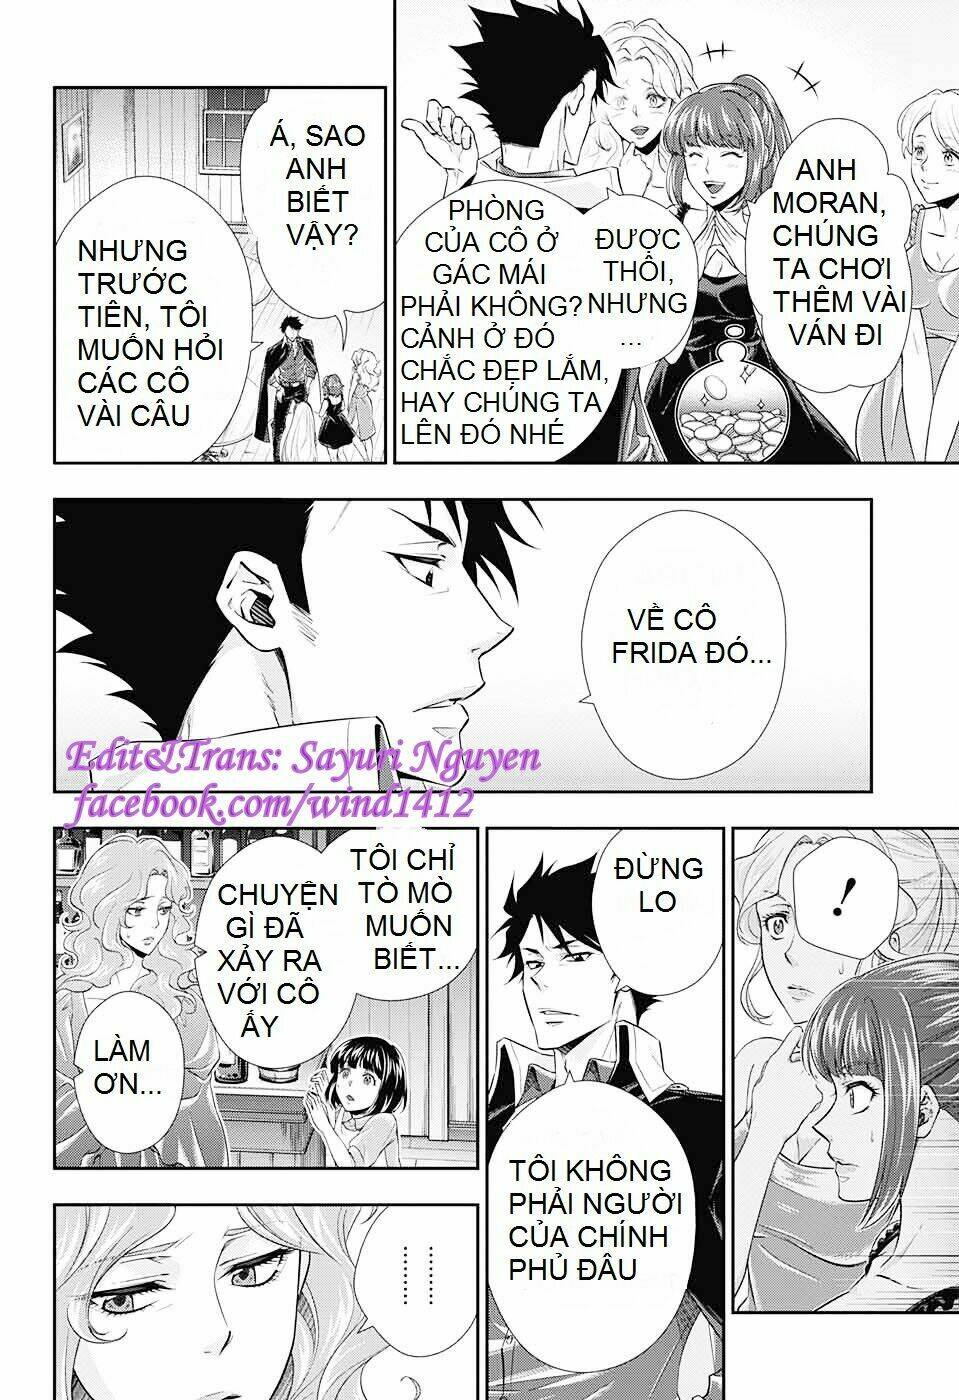 ANH
MORAN,
CHÚNG
TA CHƠI
THÊM VÀI
VÁN ĐI
ĐƯỢC
THÔI,
NHƯNG
...
PHÒNG
CỦA CÔ Ở
GÁC MÁI
PHẢI KHÔNG?
CẢNH Ở ĐÓ
CHẮC ĐẸP LẮM,
HAY CHÚNG TA
LÊN ĐÓ NHÉ
Á, SAO
ANH
BIẾT
VẬY?
NHƯNG
TRƯỚC
TIÊN, TÔI
MUỐN HỎI
CÁC CÔ
VÀI CÂU
VỀ CÔ
FRIDA ĐÓ...
Edit&Trans: Sayuri Nguyen
facebook.com/wind1412
!
ĐỪNG
LO
TÔI KHÔNG
PHẢI NGƯỜI
CỦA CHÍNH
PHỦ ĐÂU
TÔI CHỈ
TÒ MÒ
MUỐN
BIẾT...
CHUYỆN
GÌ ĐÃ
XẢY RA
VỚI CÔ
ẤY
LÀM
ƠN...
......